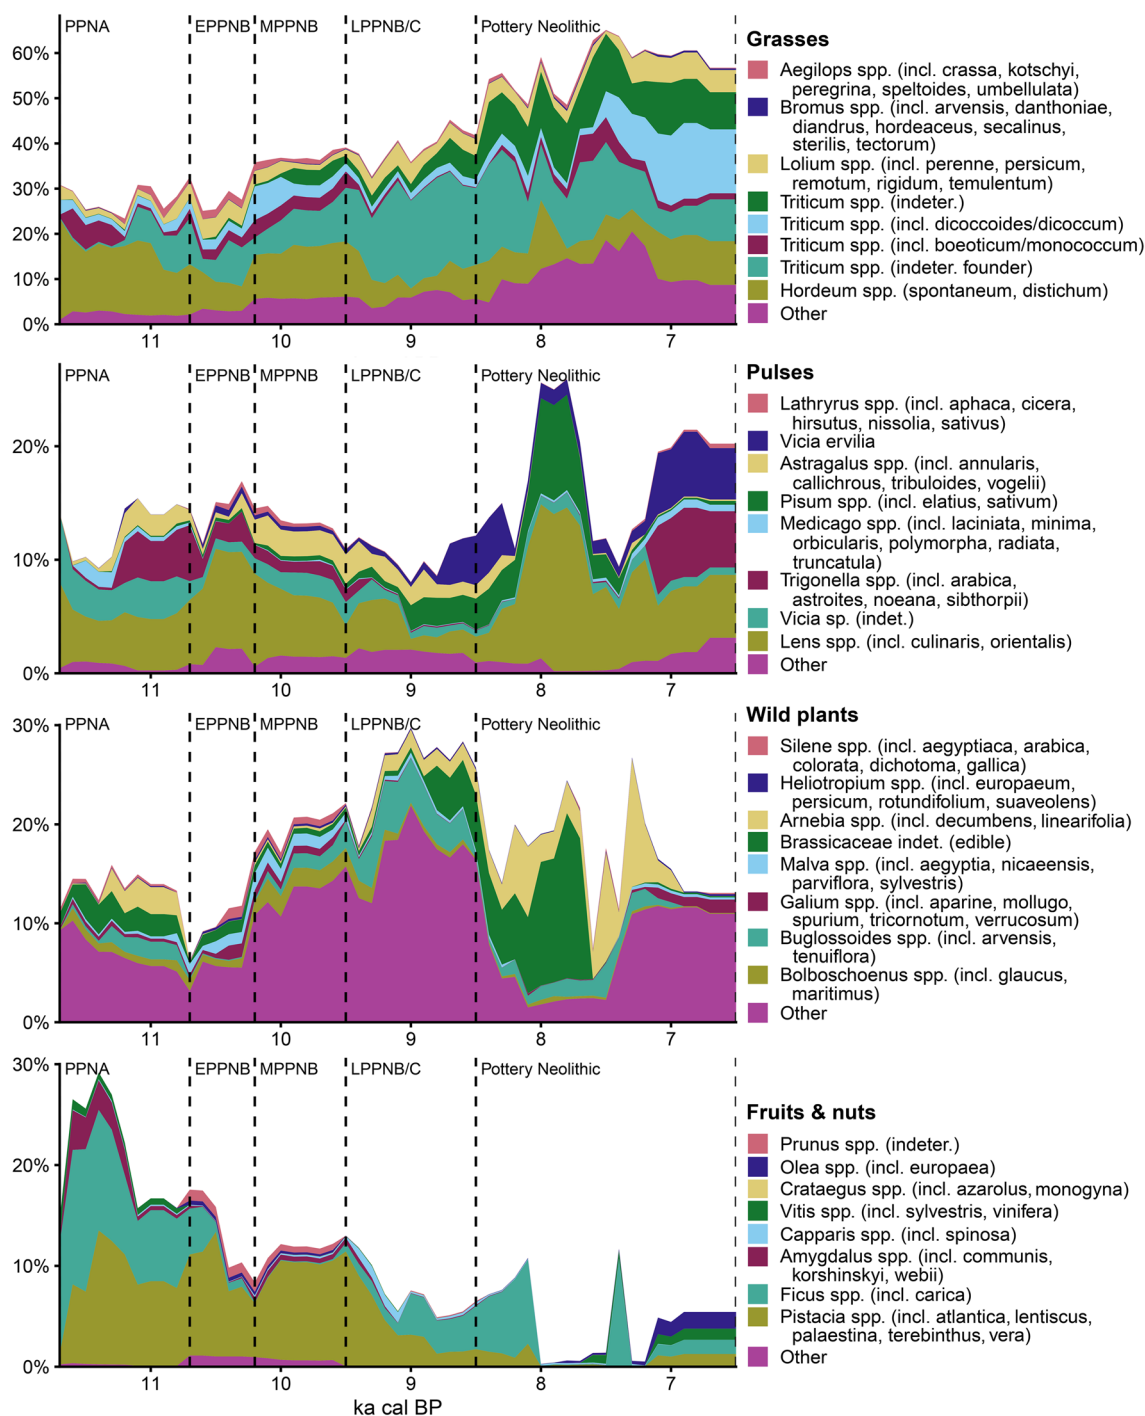 PPNA EPPNB MPPNB LPPNB/C Pottery Neolithic
60%
50%
40%
30%
20%
10%
0%
11 10 9 8 7
Grasses
Aegilops spp. (incl. crassa, kotschyi,
peregrina, speltoides, umbellulata)
Bromus spp. (incl. arvensis, danthoniae,
diandrus, hordeaceus, secalinus,
sterilis, tectorum)
Lolium spp. (incl. perenne, persicum,
remotum, rigidum, temulentum)
Triticum spp. (indeter.)
Triticum spp. (incl. dicoccoides/dicoccum)
Triticum spp. (incl. boeoticum/monococcum)
Triticum spp. (indeter. founder)
Hordeum spp. (spontaneum, distichum)
Other
PPNA EPPNB MPPNB LPPNB/C Pottery Neolithic
20%
10%
0%
11 10 9 8 7
Pulses
Lathryrus spp. (incl. aphaca, cicera,
hirsutus, nissolia, sativus)
Vicia ervilia
Astragalus spp. (incl. annularis,
callichrous, tribuloides, vogelii)
Pisum spp. (incl. elatius, sativum)
Medicago spp. (incl. laciniata, minima,
orbicularis, polymorpha, radiata,
truncatula)
Trigonella spp. (incl. arabica,
astroites, noeana, sibthorpii)
Vicia sp. (indet.)
Lens spp. (incl. culinaris, orientalis)
Other
PPNA EPPNB MPPNB LPPNB/C Pottery Neolithic
30%
20%
10%
0%
11 10 9 8 7
Wild plants
Silene spp. (incl. aegyptiaca, arabica,
colorata, dichotoma, gallica)
Heliotropium spp. (incl. europaeum,
persicum, rotundifolium, suaveolens)
Arnebia spp. (incl. decumbens, linearifolia)
Brassicaceae indet. (edible)
Malva spp. (incl. aegyptia, nicaeensis,
parviflora, sylvestris)
Galium spp. (incl. aparine, mollugo,
spurium, tricornotum, verrucosum)
Buglossoides spp. (incl. arvensis,
tenuiflora)
Bolboschoenus spp. (incl. glaucus,
maritimus)
Other
PPNA EPPNB MPPNB LPPNB/C Pottery Neolithic
30%
20%
10%
0%
11 10 9 8 7
ka cal BP
Fruits & nuts
Prunus spp. (indeter.)
Olea spp. (incl. europaea)
Crataegus spp. (incl. azarolus, monogyna)
Vitis spp. (incl. sylvestris, vinifera)
Capparis spp. (incl. spinosa)
Amygdalus spp. (incl. communis,
korshinskyi, webii)
Ficus spp. (incl. carica)
Pistacia spp. (incl. atlantica, lentiscus,
palaestina, terebinthus, vera)
Other